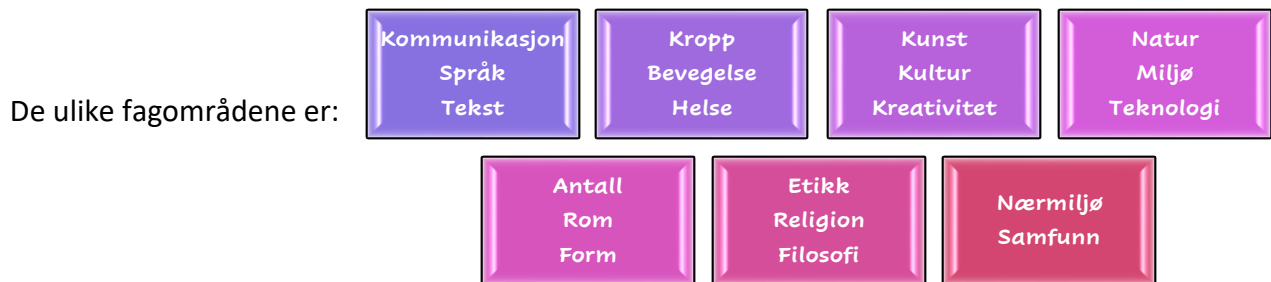 De ulike fagområdene er:
Kommunikasjon
Språk
Tekst
Kropp
Bevegelse
Helse
Kunst
Kultur
Kreativitet
Natur
Miljø
Teknologi
Antall
Rom
Form
Etikk
Religion
Filosofi
Nærmiljø
Samfunn